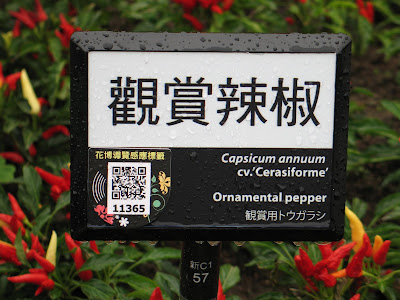 觀賞辣椒
花博導覽感應標籤
11365
Capsicum annuum
cv.'Cerasiforme'
Ornamental pepper
観賞用トウガラシ
新C1
57